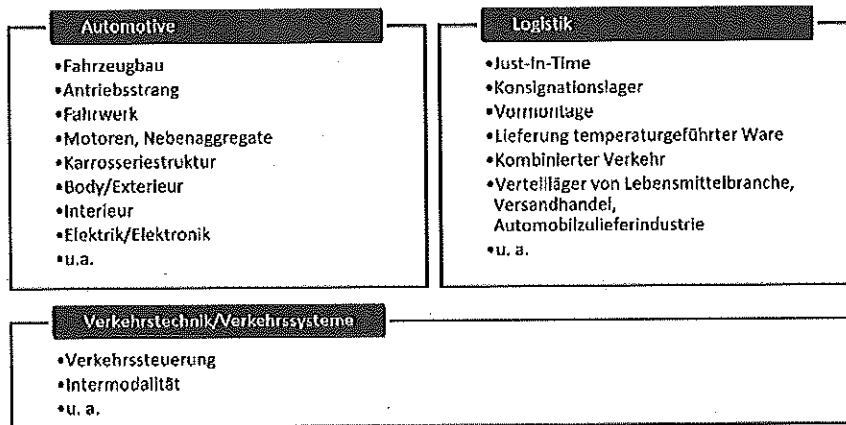 Automotive
•Fahrzeugbau
•Antriebsstrang
•Fahrwerk
•Motoren, Nebenaggregate
•Karrosseriestruktur
•Body/Exterieur
•Interieur
•Elektrik/Elektronik
•u.a.
Logistik
•Just-in-Time
•Konsignationslager
•Vormontage
•Lieferung temperaturgeführter Ware
•Kombinierter Verkehr
•Verteilläger von Lebensmittelbranche,
Versandhandel,
Automobilzulieferindustrie
•u. a.
Verkehrstechnik/Verkehrssysteme
•Verkehrssteuerung
•Intermodalität
•u. a.